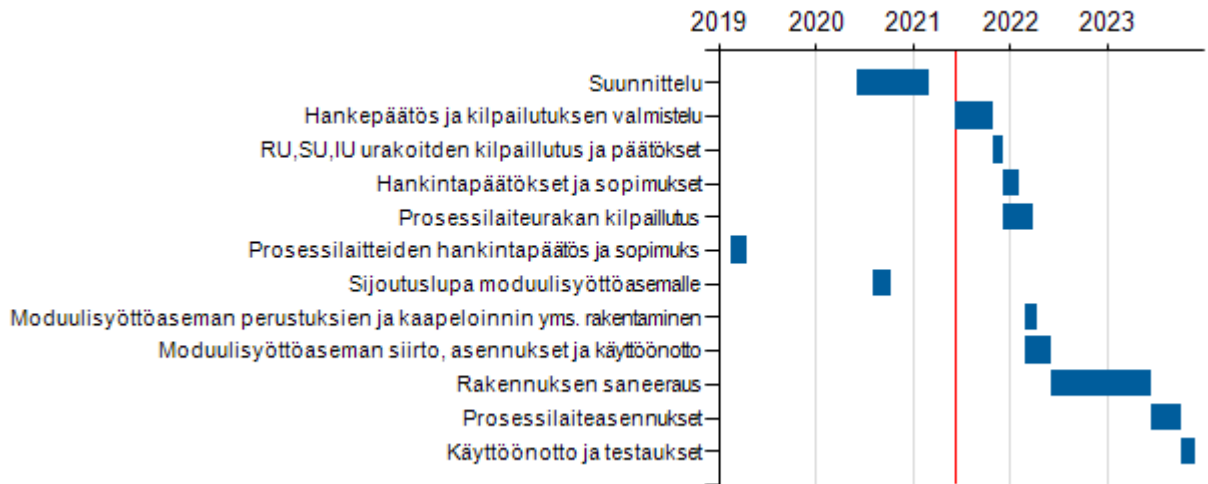 2019 2020 2021 2022 2023
Suunnittelu
Hankepäätös ja kilpailutuksen valmistelu
RU,SU,IU urakoitden kilpaillutus ja päätökset
Hankintapäätökset ja sopimukset
Prosessilaiteurakan kilpaillutus
Prosessilaitteiden hankintapäätös ja sopimuks
Sijoutuslupa moduulisyöttöasemalle
Moduulisyöttöaseman perustuksien ja kaapeloinnin yms. rakentaminen
Moduulisyöttöaseman siirto, asennukset ja käyttöönotto
Rakennuksen saneeraus
Prosessilaiteasennukset
Käyttöönotto ja testaukset